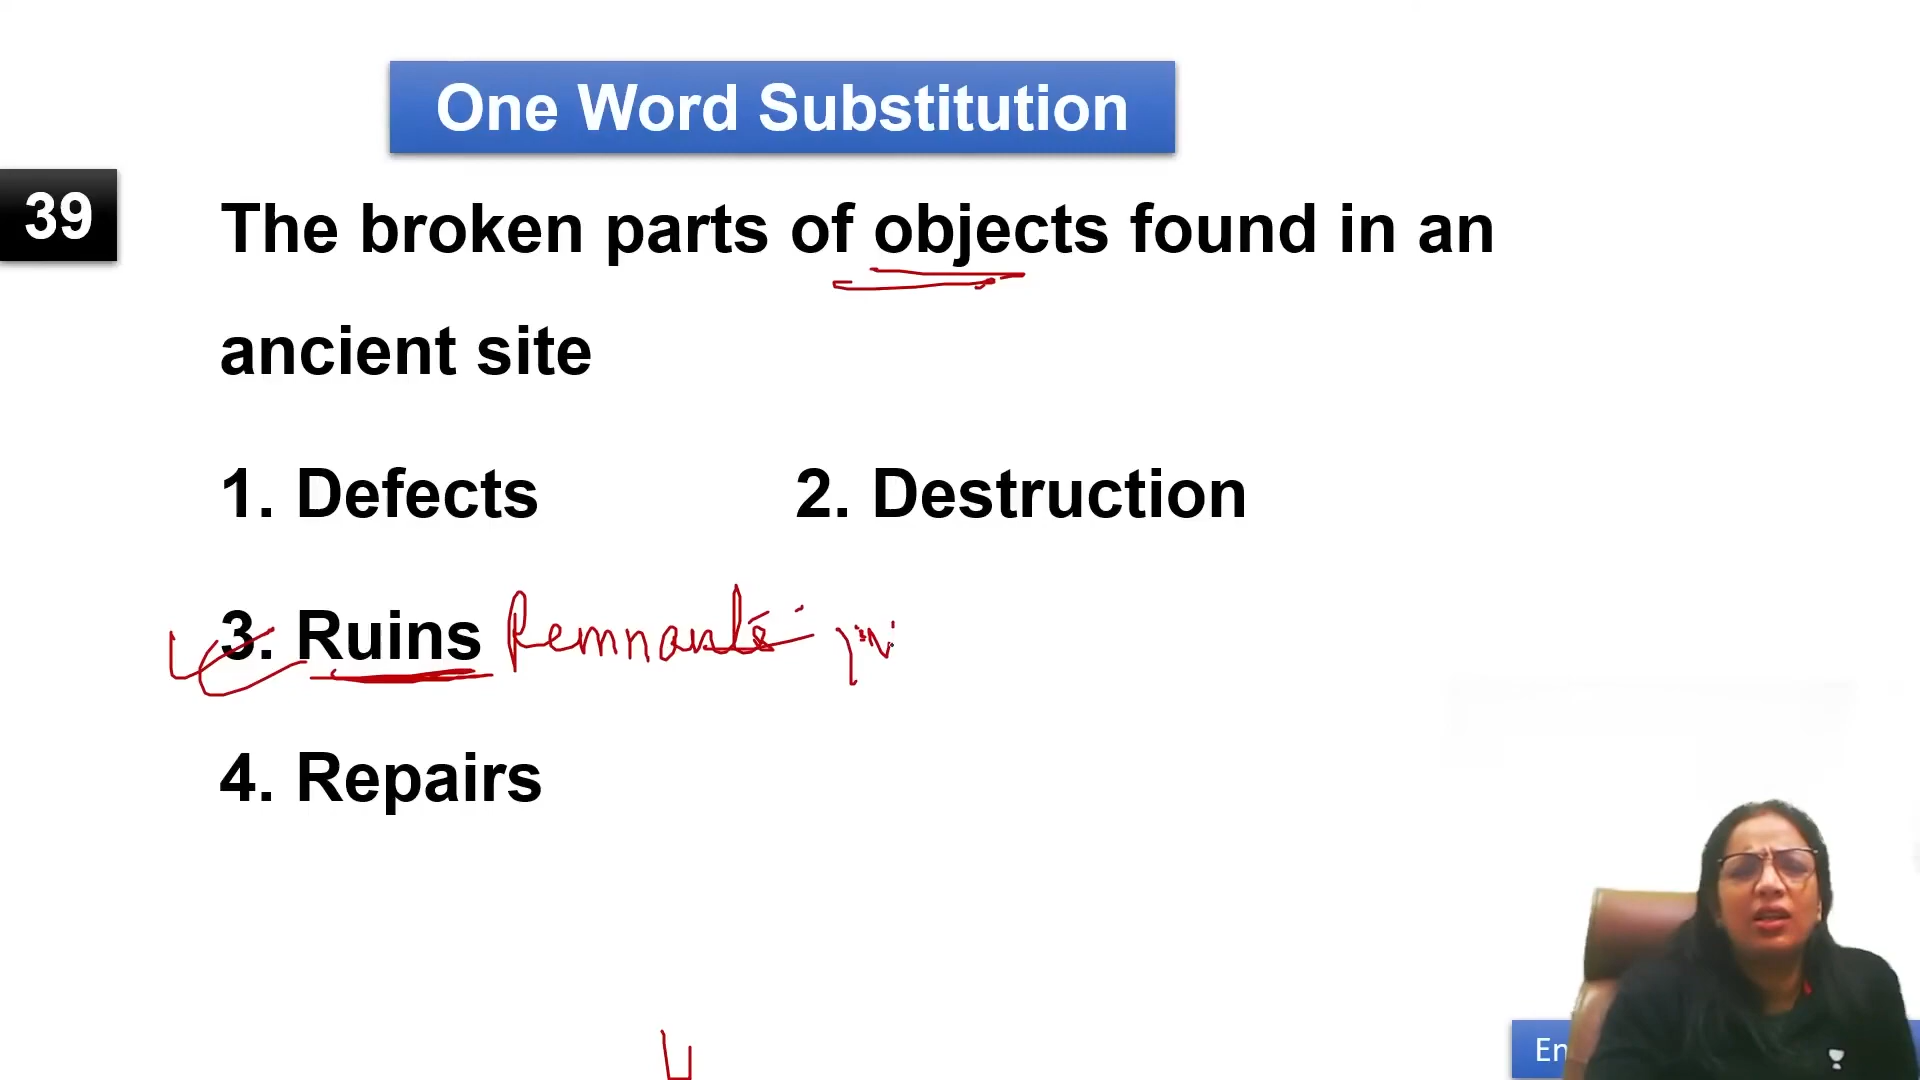 One Word Substitution
39
The broken parts of objects found in an
ancient site
1. Defects 2. Destruction
3. Ruins Remnants
4. Repairs